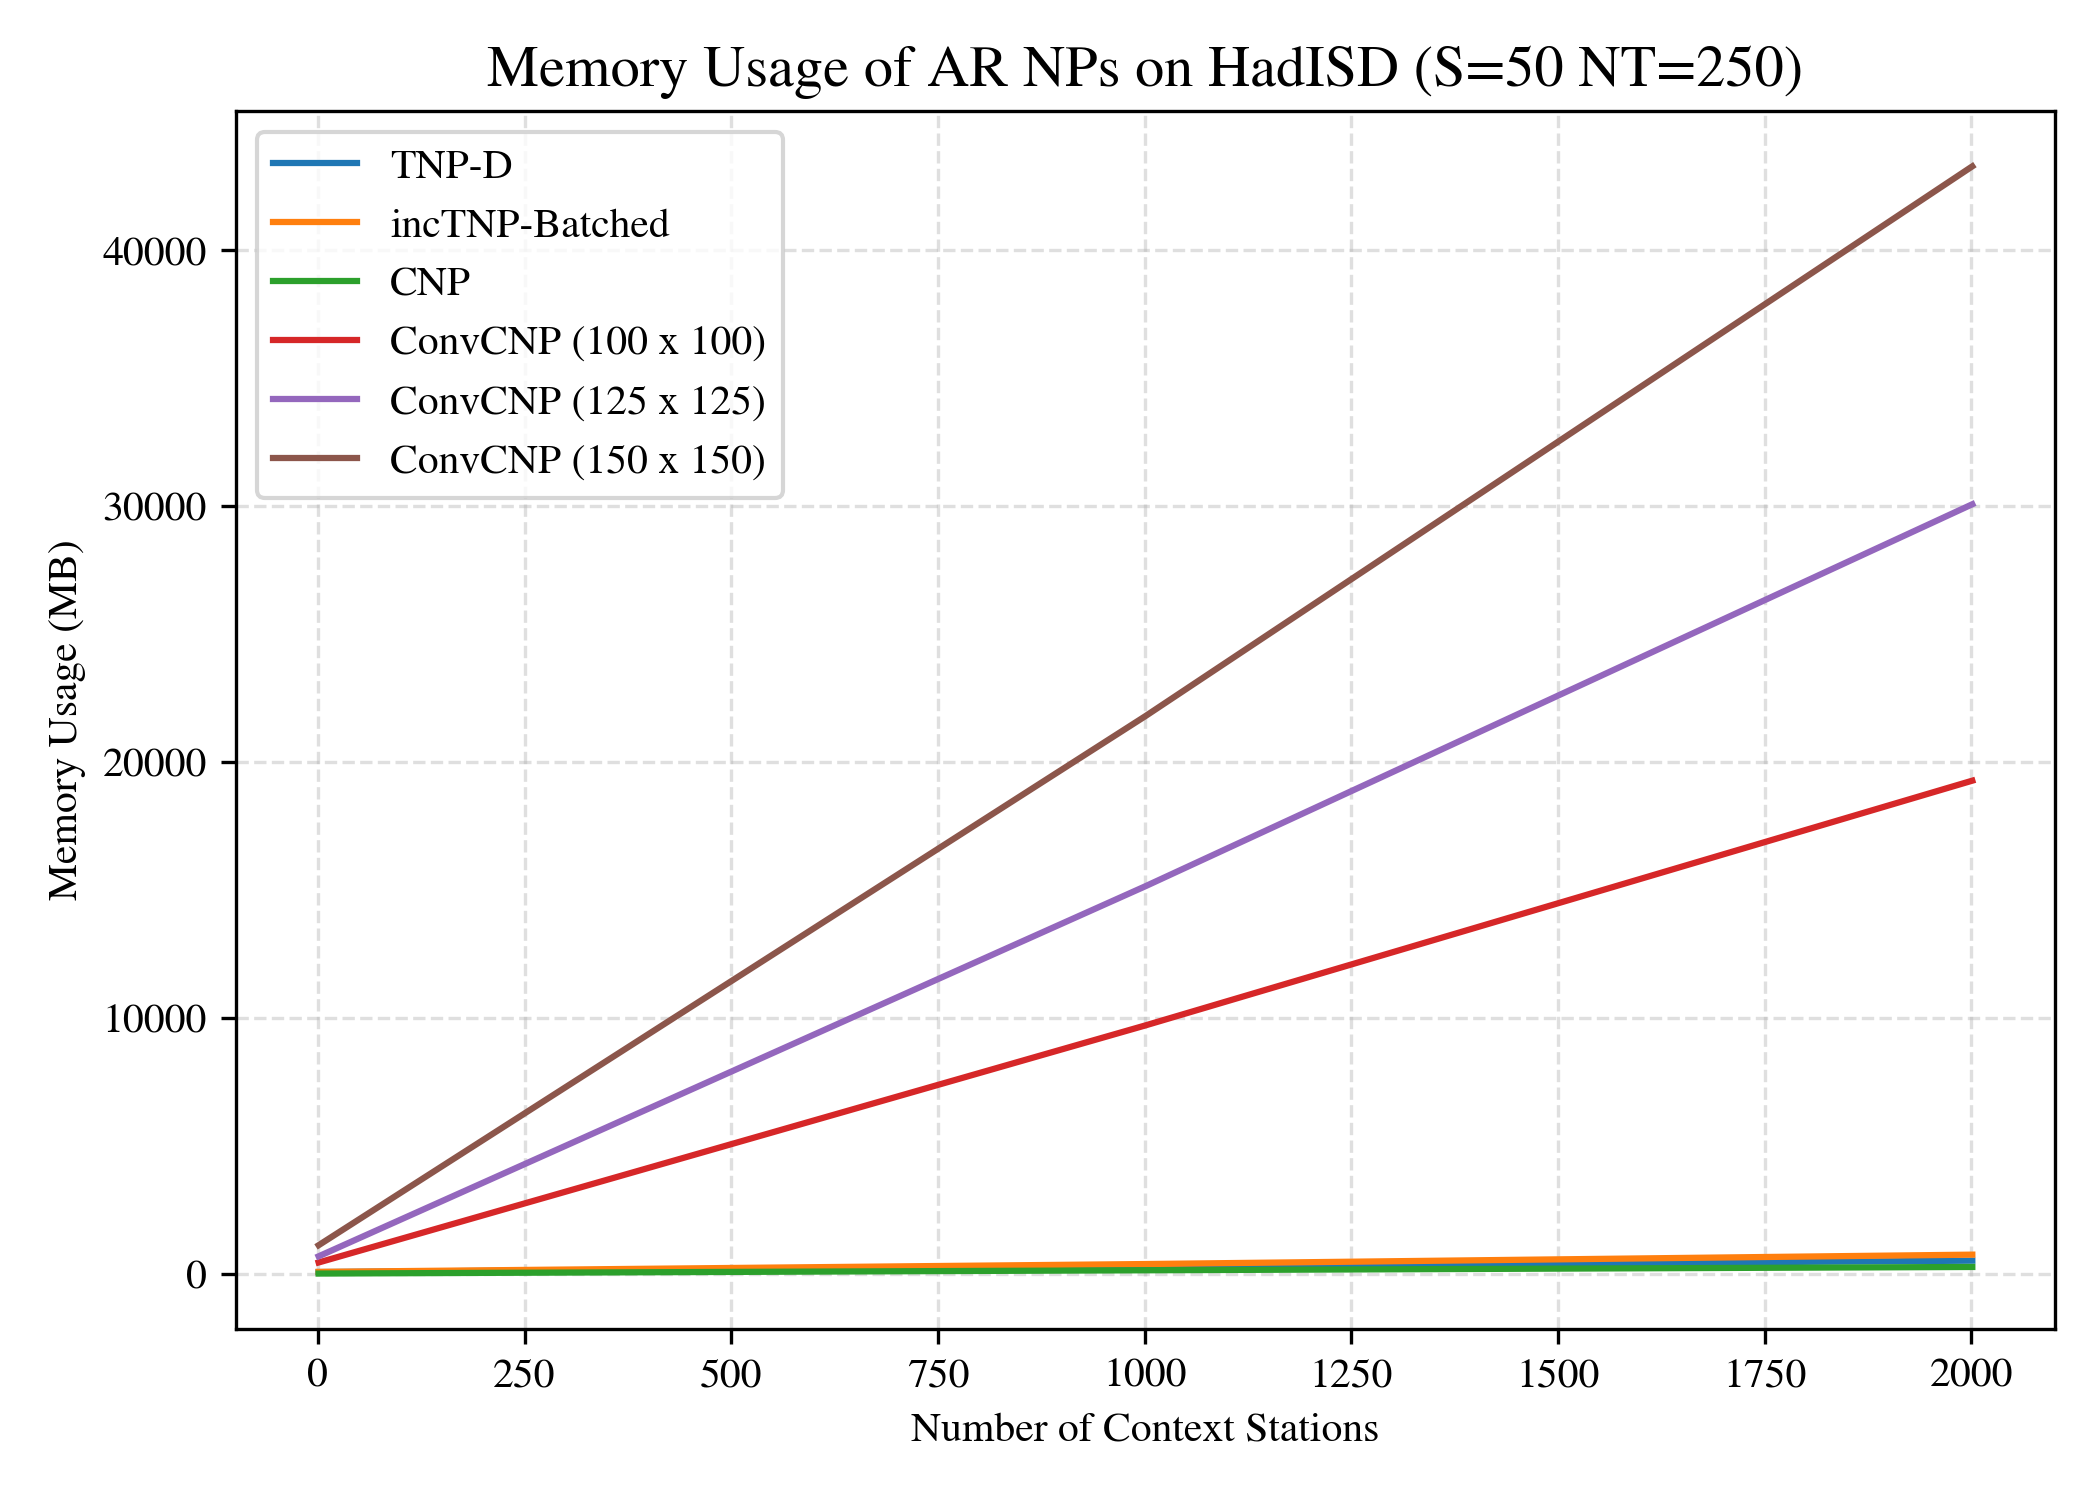 Memory Usage of AR NPs on HadISD (S=50 NT=250)
TNP-D
incTNP-Batched
CNP
ConvCNP (100 x 100)
ConvCNP (125 x 125)
ConvCNP (150 x 150)
Memory Usage (MB)
40000
30000
20000
10000
0
0 250 500 750 1000 1250 1500 1750 2000
Number of Context Stations